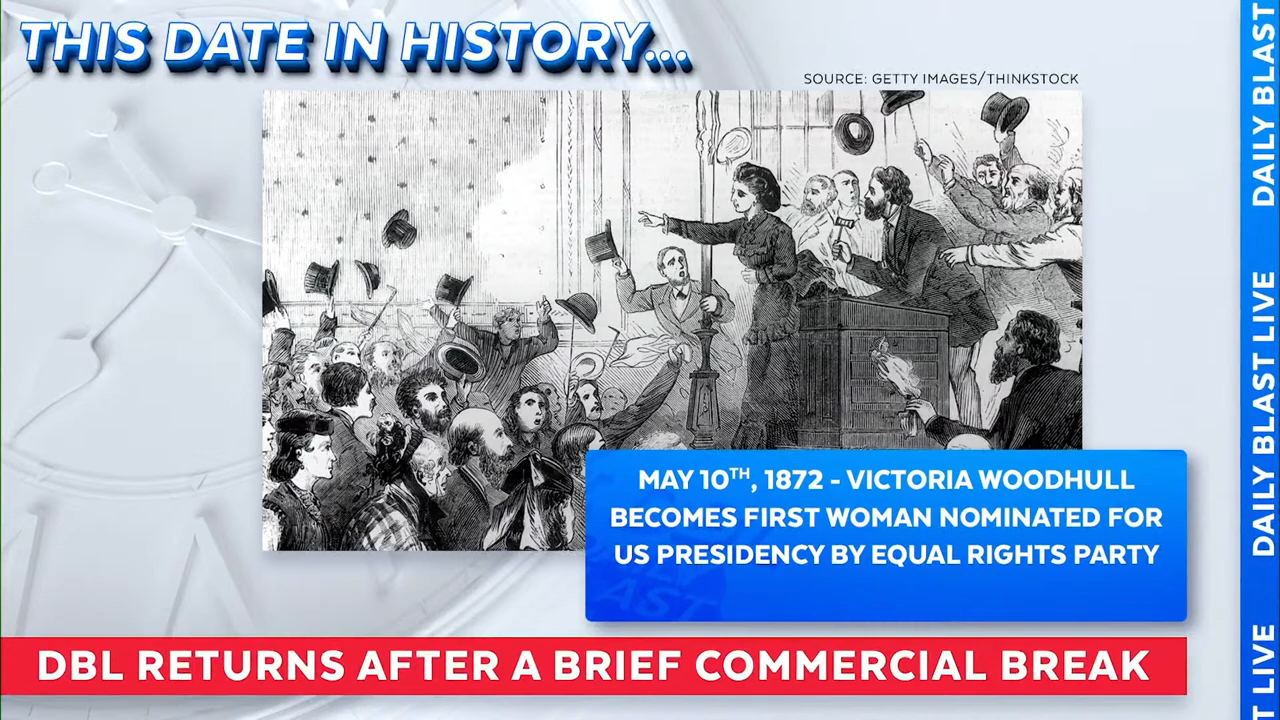 THIS DATE IN HISTORY...
SOURCE: GETTY IMAGES/THINKSTOCK
MAY 10TH, 1872 - VICTORIA WOODHULL
BECOMES FIRST WOMAN NOMINATED FOR
US PRESIDENCY BY EQUAL RIGHTS PARTY
DBL RETURNS AFTER A BRIEF COMMERCIAL BREAK
DAILY BLAST
DAILY BLAST LIVE
T LIVE